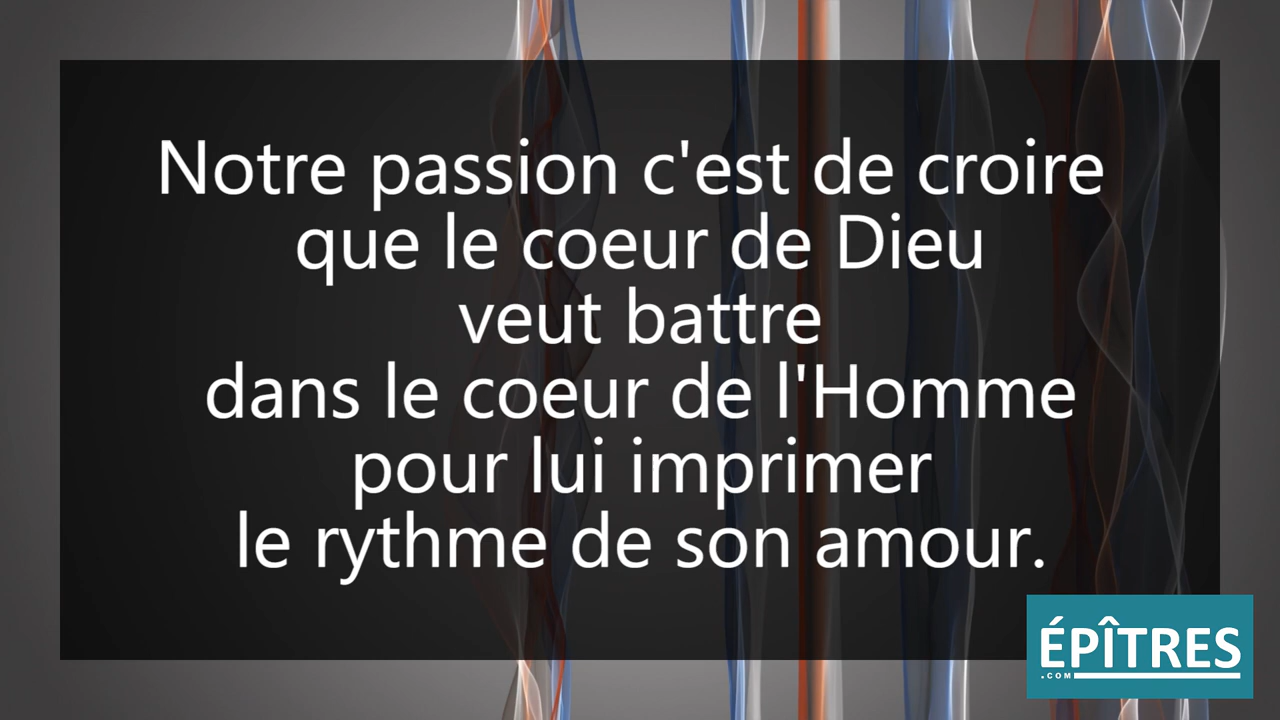 Notre passion c'est de croire
que le coeur de Dieu
veut battre
dans le coeur de l'Homme
pour lui imprimer
le rythme de son amour.
ÉPÎTRES
.COM